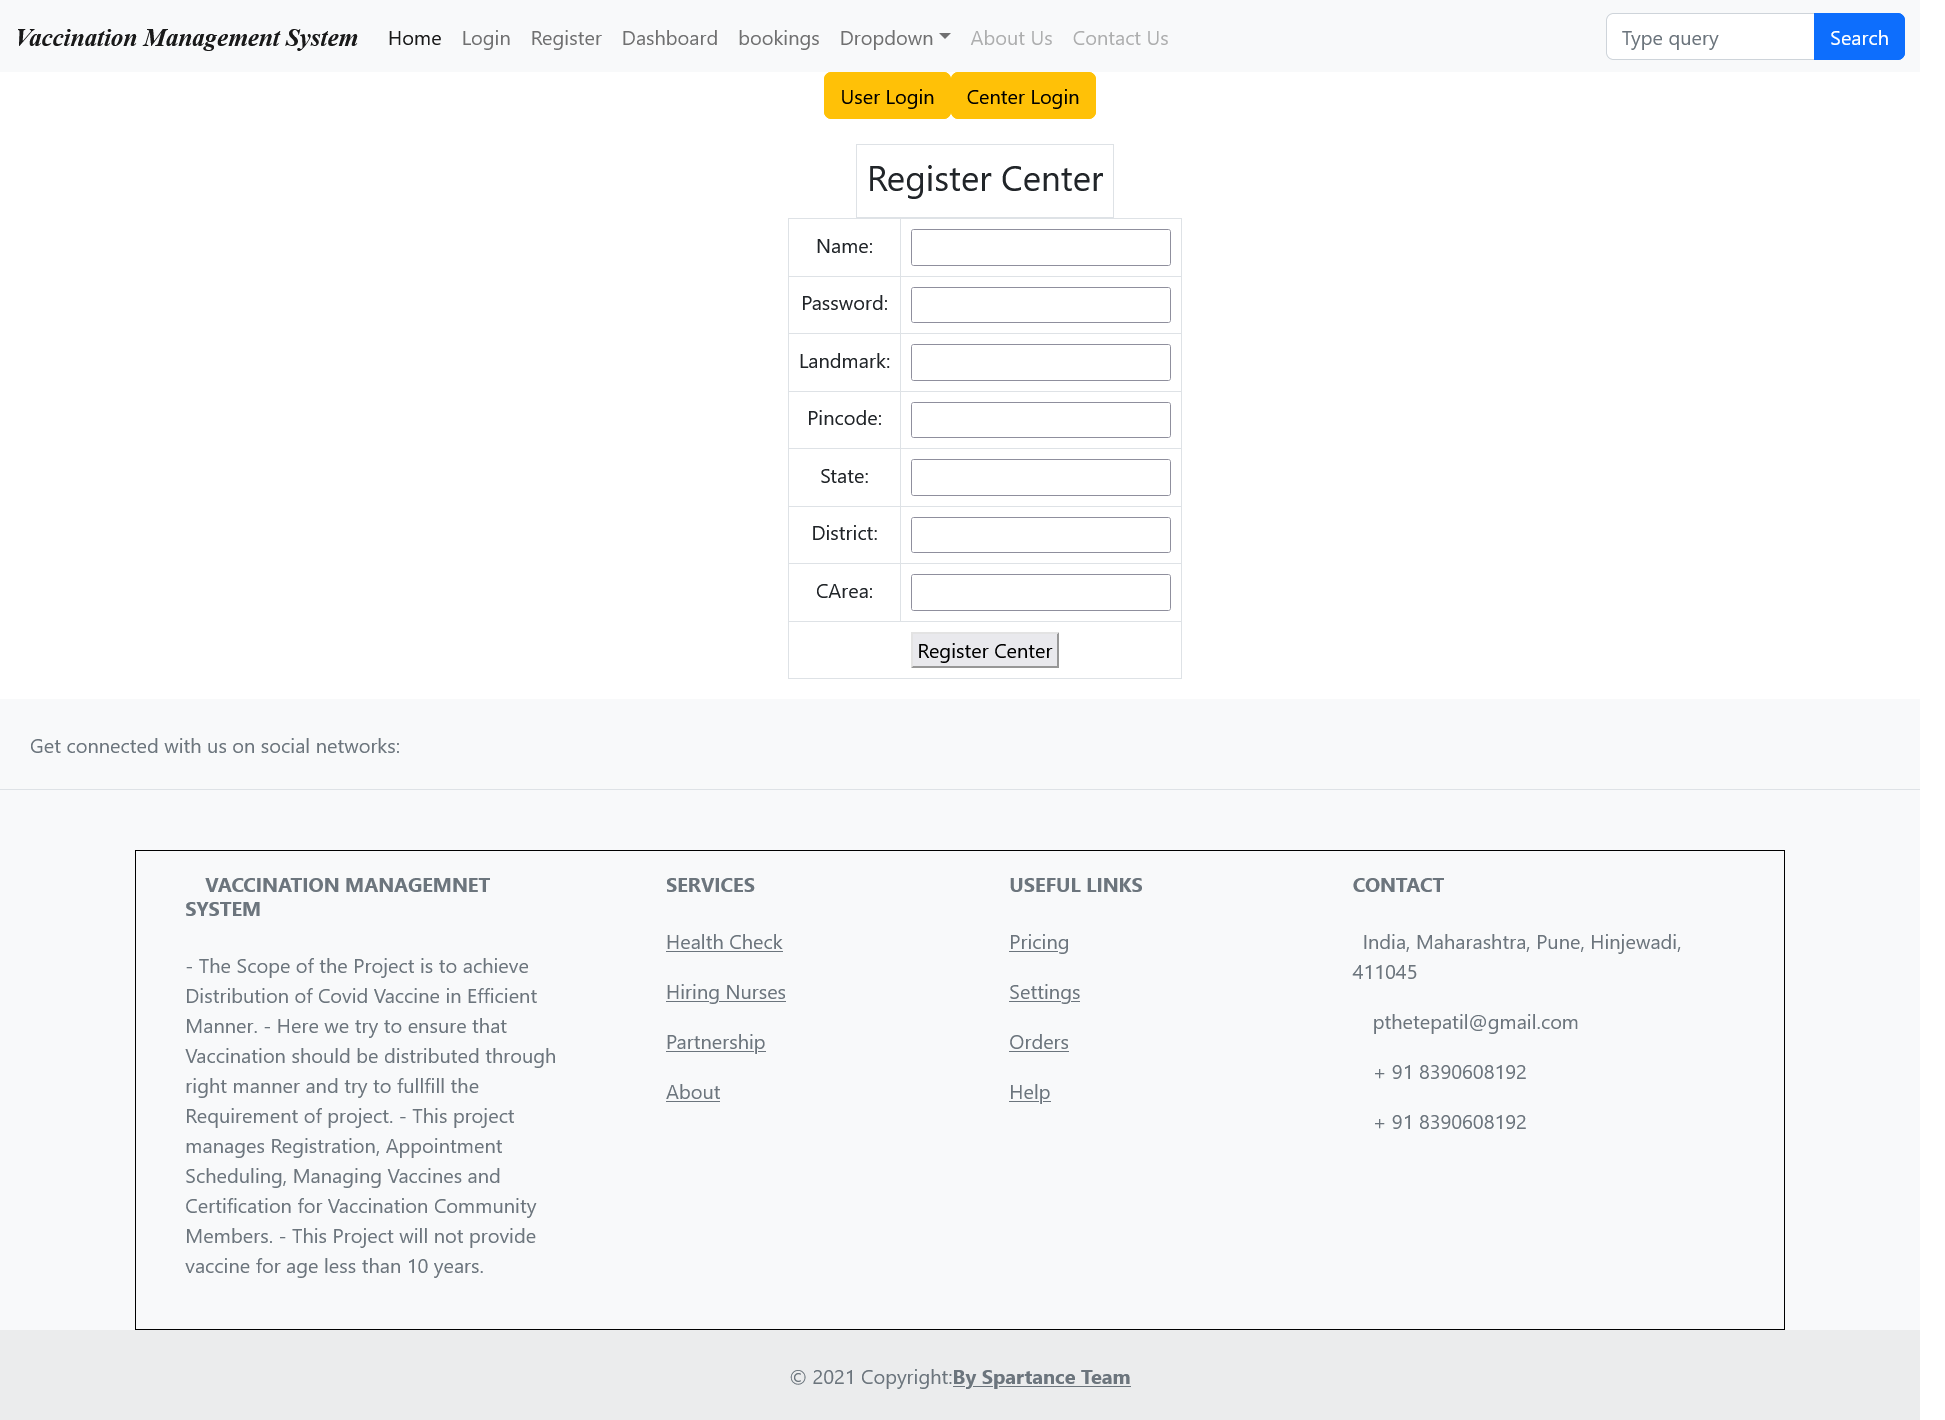 Vaccination Management System Home Login Register Dashboard bookings Dropdown About Us Contact Us Type query Search
User Login Center Login
Register Center
Name:
Password:
Landmark:
Pincode:
State:
District:
CArea:
Register Center
Get connected with us on social networks:
VACCINATION MANAGEMNET
SYSTEM
- The Scope of the Project is to achieve
Distribution of Covid Vaccine in Efficient
Manner. - Here we try to ensure that
Vaccination should be distributed through
right manner and try to fullfill the
Requirement of project. - This project
manages Registration, Appointment
Scheduling, Managing Vaccines and
Certification for Vaccination Community
Members. - This Project will not provide
vaccine for age less than 10 years.
SERVICES
Health Check
Hiring Nurses
Partnership
About
USEFUL LINKS
Pricing
Settings
Orders
Help
CONTACT
India, Maharashtra, Pune, Hinjewadi,
411045
pthetepatil@gmail.com
+ 91 8390608192
+ 91 8390608192
© 2021 Copyright:By Spartance Team